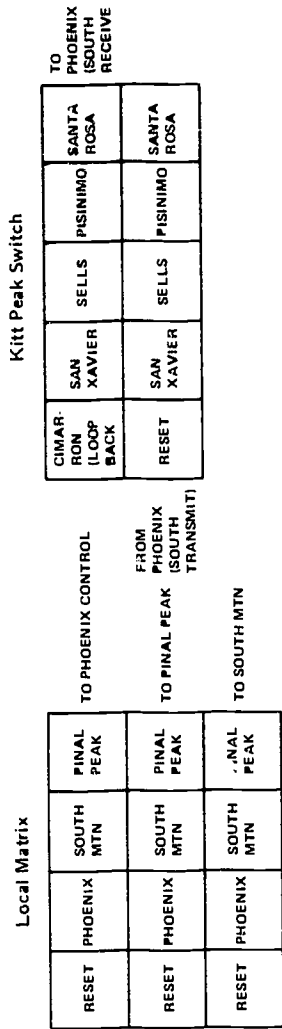 Kitt Peak Switch
CIMAR-
RON
(LOOP
BACK
SAN
XAVIER
SELLS
PISINIMO
SANTA
ROSA
TO
PHOENIX
(SOUTH
RECEIVE
RESET
SAN
XAVIER
SELLS
PISINIMO
SANTA
ROSA
FROM
PHOENIX
(SOUTH
TRANSMIT)
Local Matrix
RESET
PHOENIX
SOUTH
MTN
PINAL
PEAK
TO PHOENIX CONTROL
RESET
PHOENIX
SOUTH
MTN
PINAL
PEAK
TO PINAL PEAK
RESET
PHOENIX
SOUTH
MTN
PEAK
TO SOUTH MTN